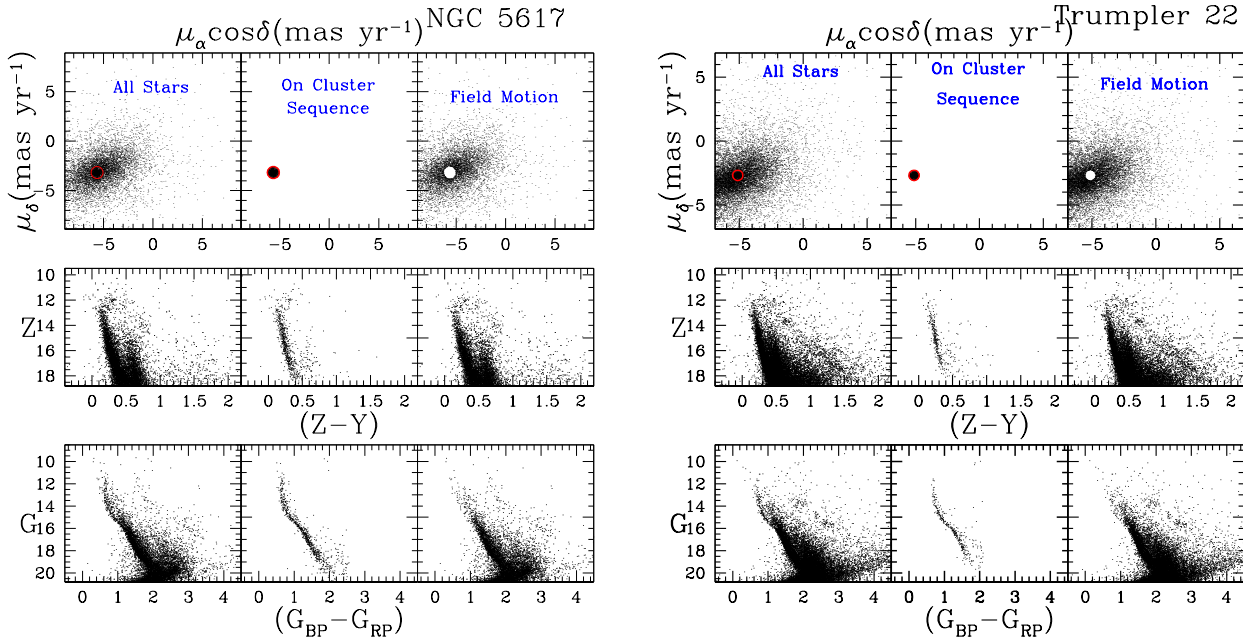 NGC 5617
μαcosδ(mas yr−1)
μδ(mas yr−1)
All Stars
On Cluster
Sequence
Field Motion
5
0
−5
−5 0 5
−5 0 5
−5 0 5
Z
10
12
14
16
18
0 0.5 1 1.5 2
0 0.5 1 1.5 2
0 0.5 1 1.5 2
(Z−Y)
G
10
12
14
16
18
20
0 1 2 3 4
0 1 2 3 4
0 1 2 3 4
(GBP−GRP)
Trumpler 22
μαcosδ(mas yr−1)
μδ(mas yr−1)
All Stars
On Cluster
Sequence
Field Motion
5
0
−5
−5 0 5
−5 0 5
−5 0 5
Z
10
12
14
16
18
0 0.5 1 1.5 2
0 0.5 1 1.5 2
0 0.5 1 1.5 2
(Z−Y)
G
10
12
14
16
18
20
0 1 2 3 4
0 1 2 3 4
0 1 2 3 4
(GBP−GRP)